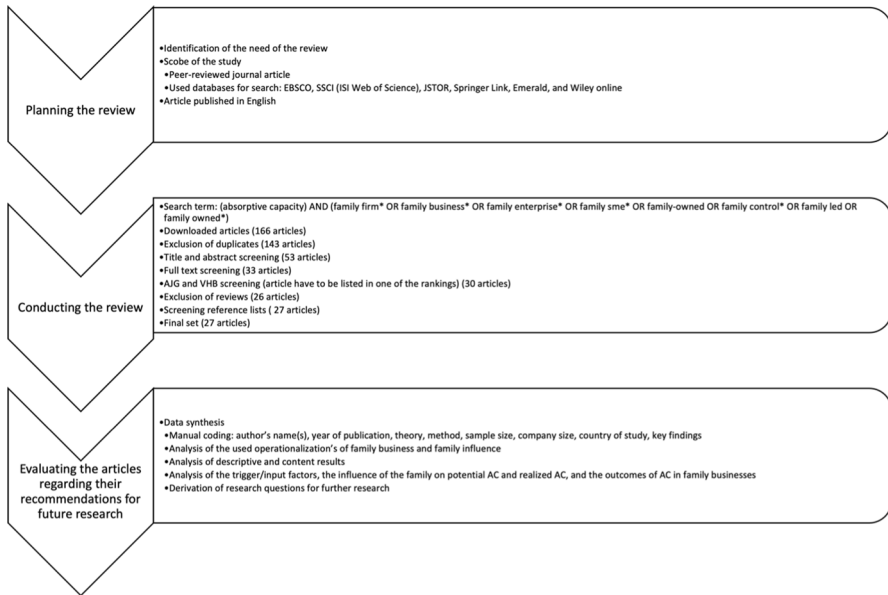 Planning the review
•Identification of the need of the review
•Scobe of the study
•Peer-reviewed journal article
•Used databases for search: EBSCO, SSCI (ISI Web of Science), JSTOR, Springer Link, Emerald, and Wiley online
•Article published in English
Conducting the review
•Search term: (absorptive capacity) AND (family firm* OR family business* OR family enterprise* OR family sme* OR family-owned OR family control* OR family led OR
family owned*)
•Downloaded articles (166 articles)
•Exclusion of duplicates (143 articles)
•Title and abstract screening (53 articles)
•Full text screening (33 articles)
•AJG and VHB screening (article have to be listed in one of the rankings) (30 articles)
•Exclusion of reviews (26 articles)
•Screening reference lists ( 27 articles)
•Final set (27 articles)
Evaluating the articles
regarding their
recommendations for
future research
•Data synthesis
•Manual coding: author's name(s), year of publication, theory, method, sample size, company size, country of study, key findings
•Analysis of the used operationalization's of family business and family influence
•Analysis of descriptive and content results
•Analysis of the trigger/input factors, the influence of the family on potential AC and realized AC, and the outcomes of AC in family businesses
•Derivation of research questions for further research